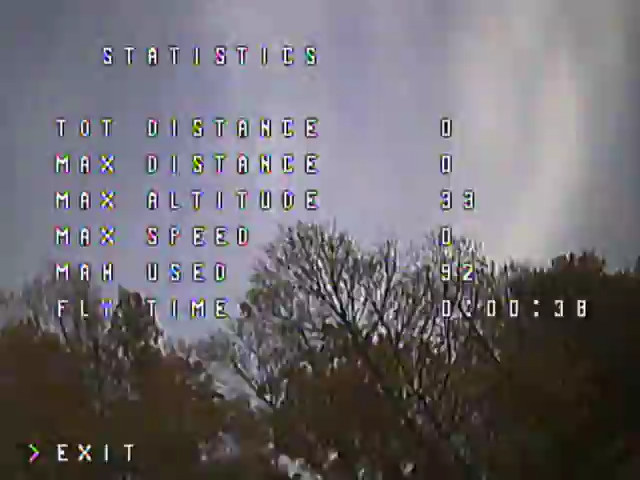 STATISTICS
TOT DISTANCE 0
MAX DISTANCE 0
MAX ALTITUDE 33
MAX SPEED 0
MAH USED 92
FLY TIME 0:00:38
> EXIT